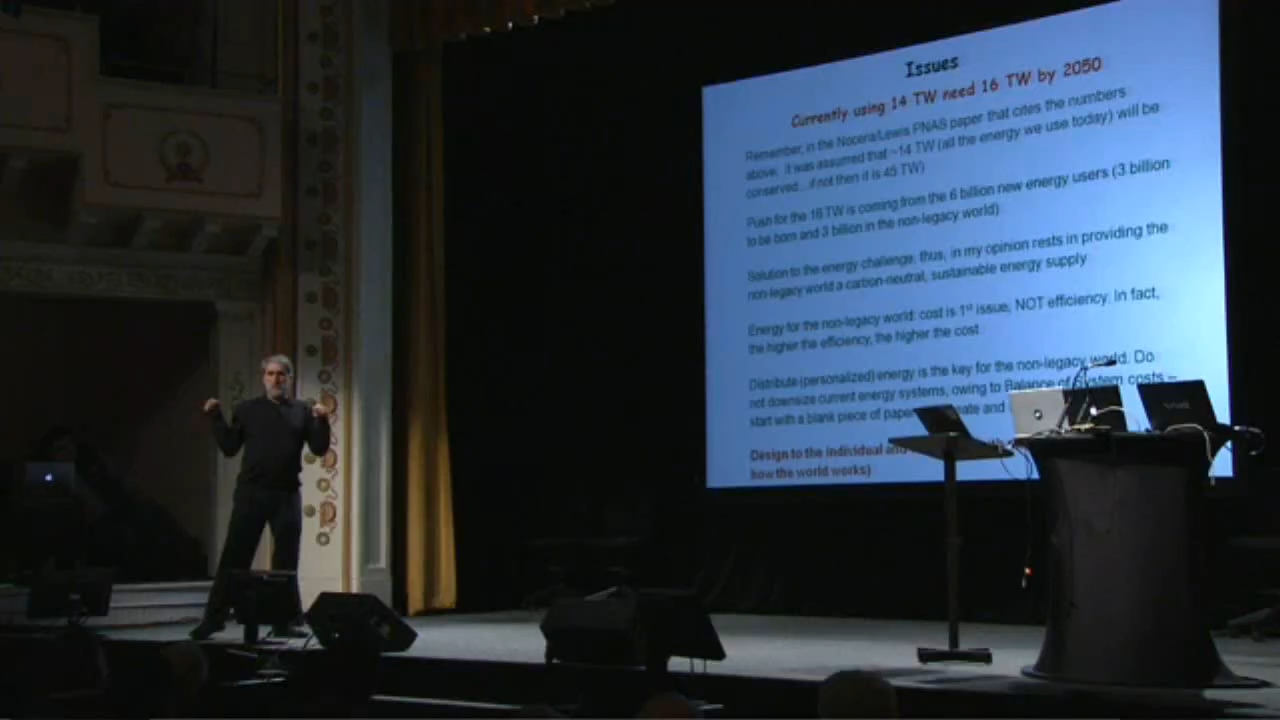 Issues
Currently using 14 TW need 16 TW by 2050
Remember, in the Nocera/Lewis PNAS paper that cites the numbers
above, it was assumed that ~14 TW (all the energy we use today) will be
conserved...if not then it is 45 TW)
Push for the 16 TW is coming from the 6 billion new energy users (3 billion
to be born and 3 billion in the non-legacy world)
Solution to the energy challenge, thus, in my opinion rests in providing the
non-legacy world a carbon-neutral, sustainable energy supply
Energy for the non-legacy world: cost is 1st issue, NOT efficiency. In fact,
the higher the efficiency, the higher the cost.
Distribute (personalized) energy is the key for the non-legacy world. Do
not downsize current energy systems, owing to Balance of System costs –
start with a blank piece of paper and
Design to the individual and
how the world works)